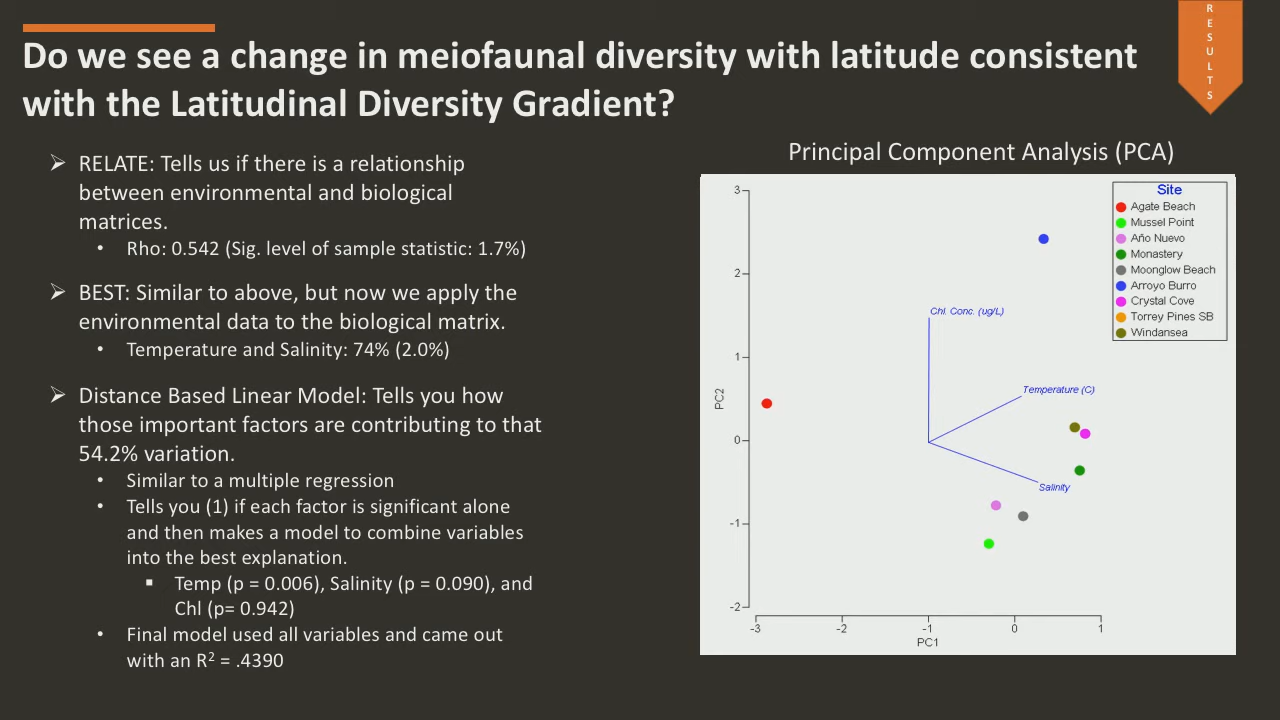 RESULTS
Do we see a change in meiofaunal diversity with latitude consistent
with the Latitudinal Diversity Gradient?
➢ RELATE: Tells us if there is a relationship
between environmental and biological
matrices.
• Rho: 0.542 (Sig. level of sample statistic: 1.7%)
➢ BEST: Similar to above, but now we apply the
environmental data to the biological matrix.
• Temperature and Salinity: 74% (2.0%)
➢ Distance Based Linear Model: Tells you how
those important factors are contributing to that
54.2% variation.
• Similar to a multiple regression
• Tells you (1) if each factor is significant alone
and then makes a model to combine variables
into the best explanation.
▪ Temp (p = 0.006), Salinity (p = 0.090), and
Chl (p= 0.942)
• Final model used all variables and came out
with an R² = .4390
Principal Component Analysis (PCA)
Site
Agate Beach
Mussel Point
Año Nuevo
Monastery
Moonglow Beach
Arroyo Burro
Crystal Cove
Torrey Pines SB
Windansea
Chl. Conc. (ug/L)
Temperature (C)
Salinity
PC2
3
2
1
0
-1
-2
-3 -2 -1 0 1
PC1